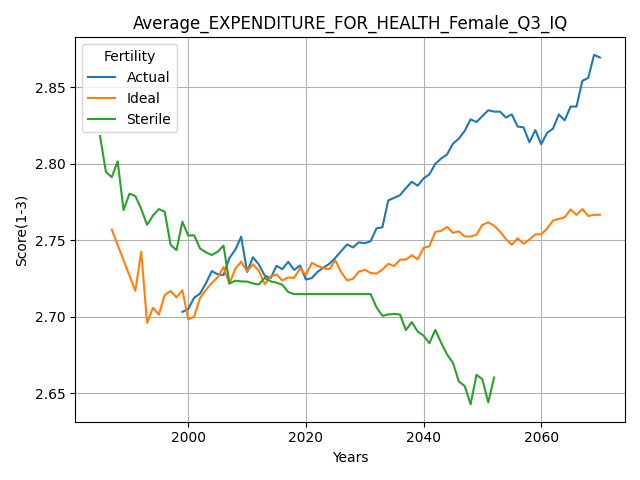 Average_EXPENDITURE_FOR_HEALTH_Female_Q3_IQ
Fertility
Actual
Ideal
Sterile
Score(1-3)
2.85
2.80
2.75
2.70
2.65
2000
2020
2040
2060
Years